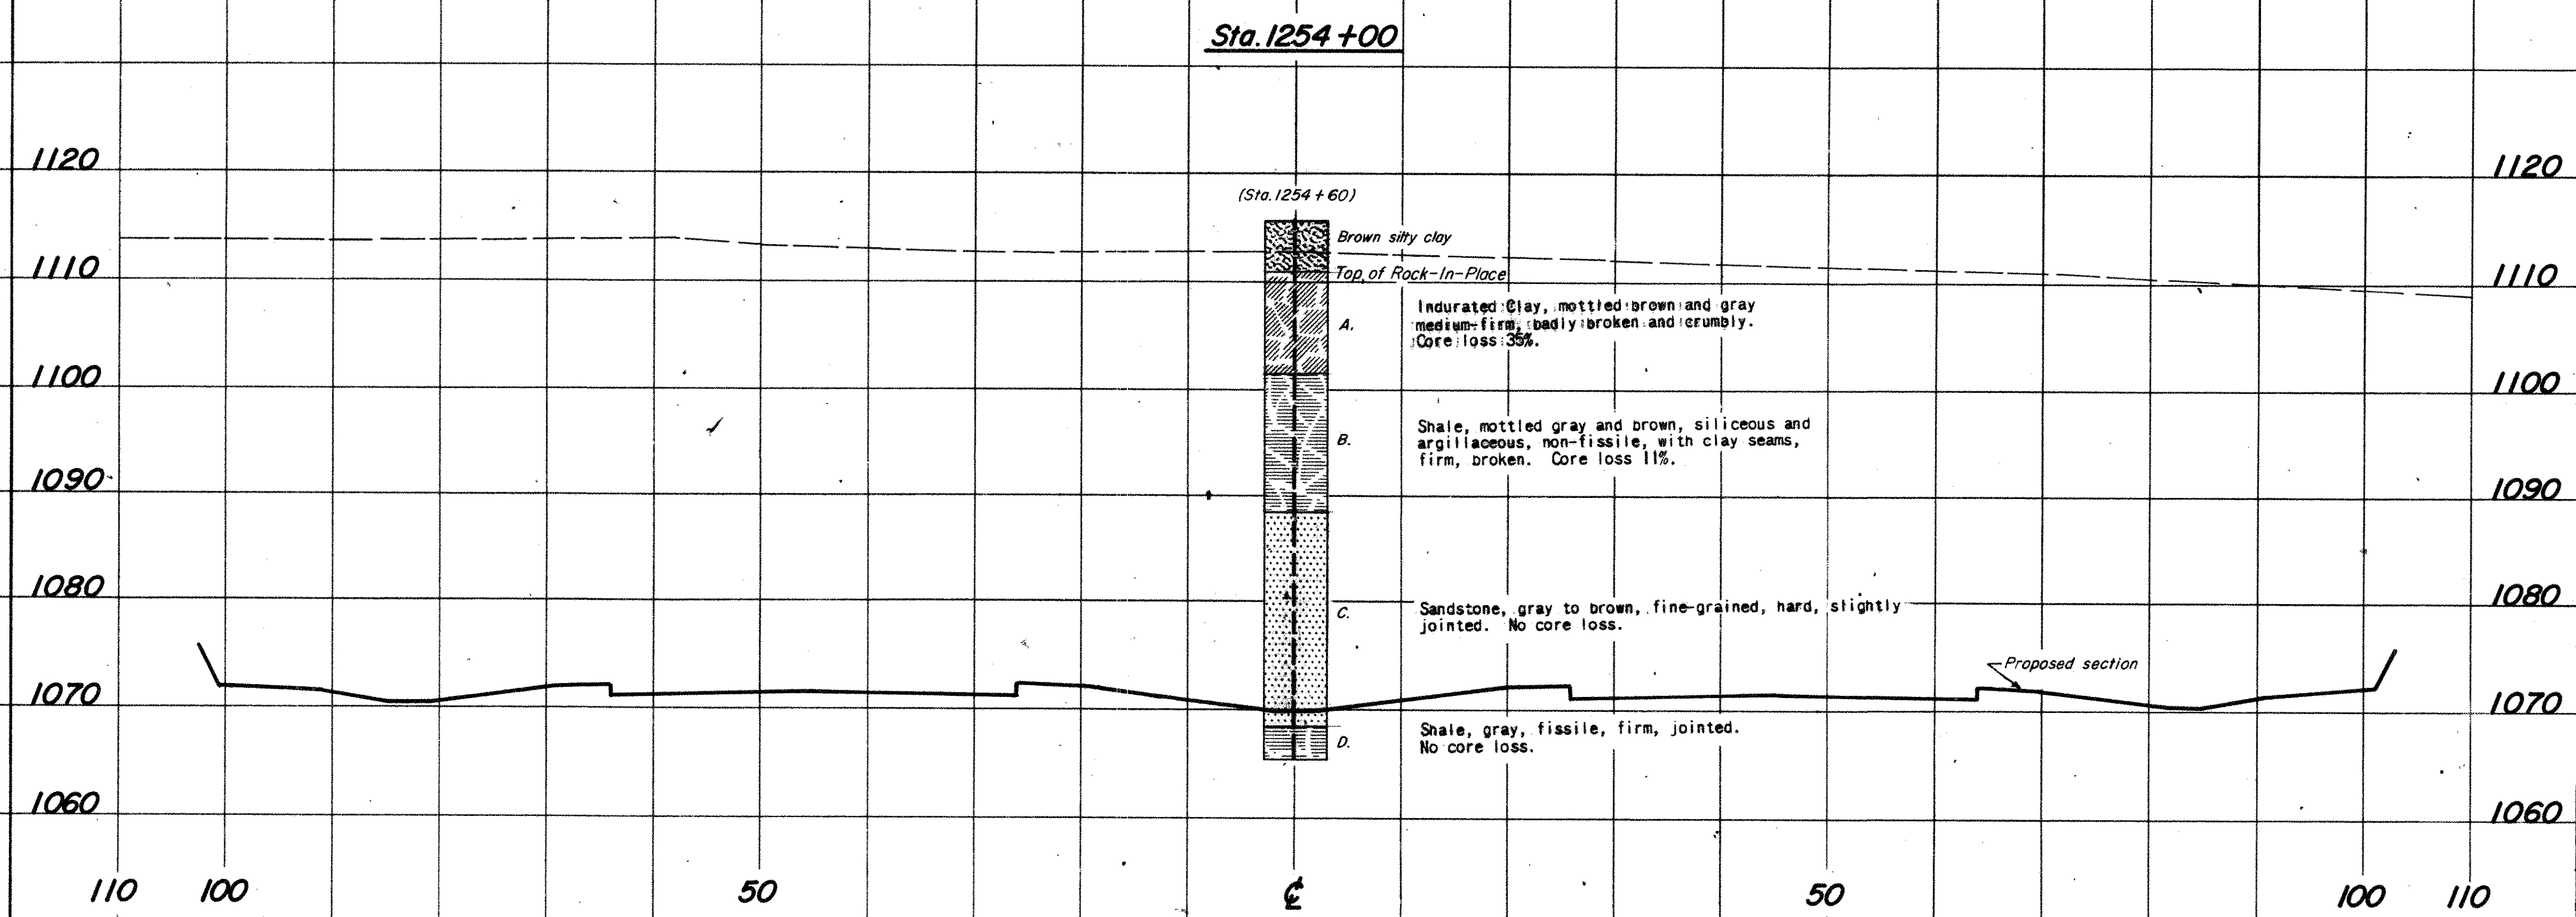 Sta. 1254 + 00
1120 1120
(Sta. 1254 + 60)
Brown silty clay
1110 1110
Top of Rock-In-Place
A.
Indurated Clay, mottled brown and gray
medium-firm, badly broken and crumbly.
Core loss 35%.
1100 1100
B.
Shale, mottled gray and brown, siliceous and
argillaceous, non-fissile, with clay seams,
firm, broken. Core loss 11%.
1090 1090
1080 1080
C.
Sandstone, gray to brown, fine-grained, hard, slightly
jointed. No core loss.
Proposed section
1070 1070
D.
Shale, gray, fissile, firm, jointed.
No core loss.
1060 1060
110 100 50 ℄ 50 100 110